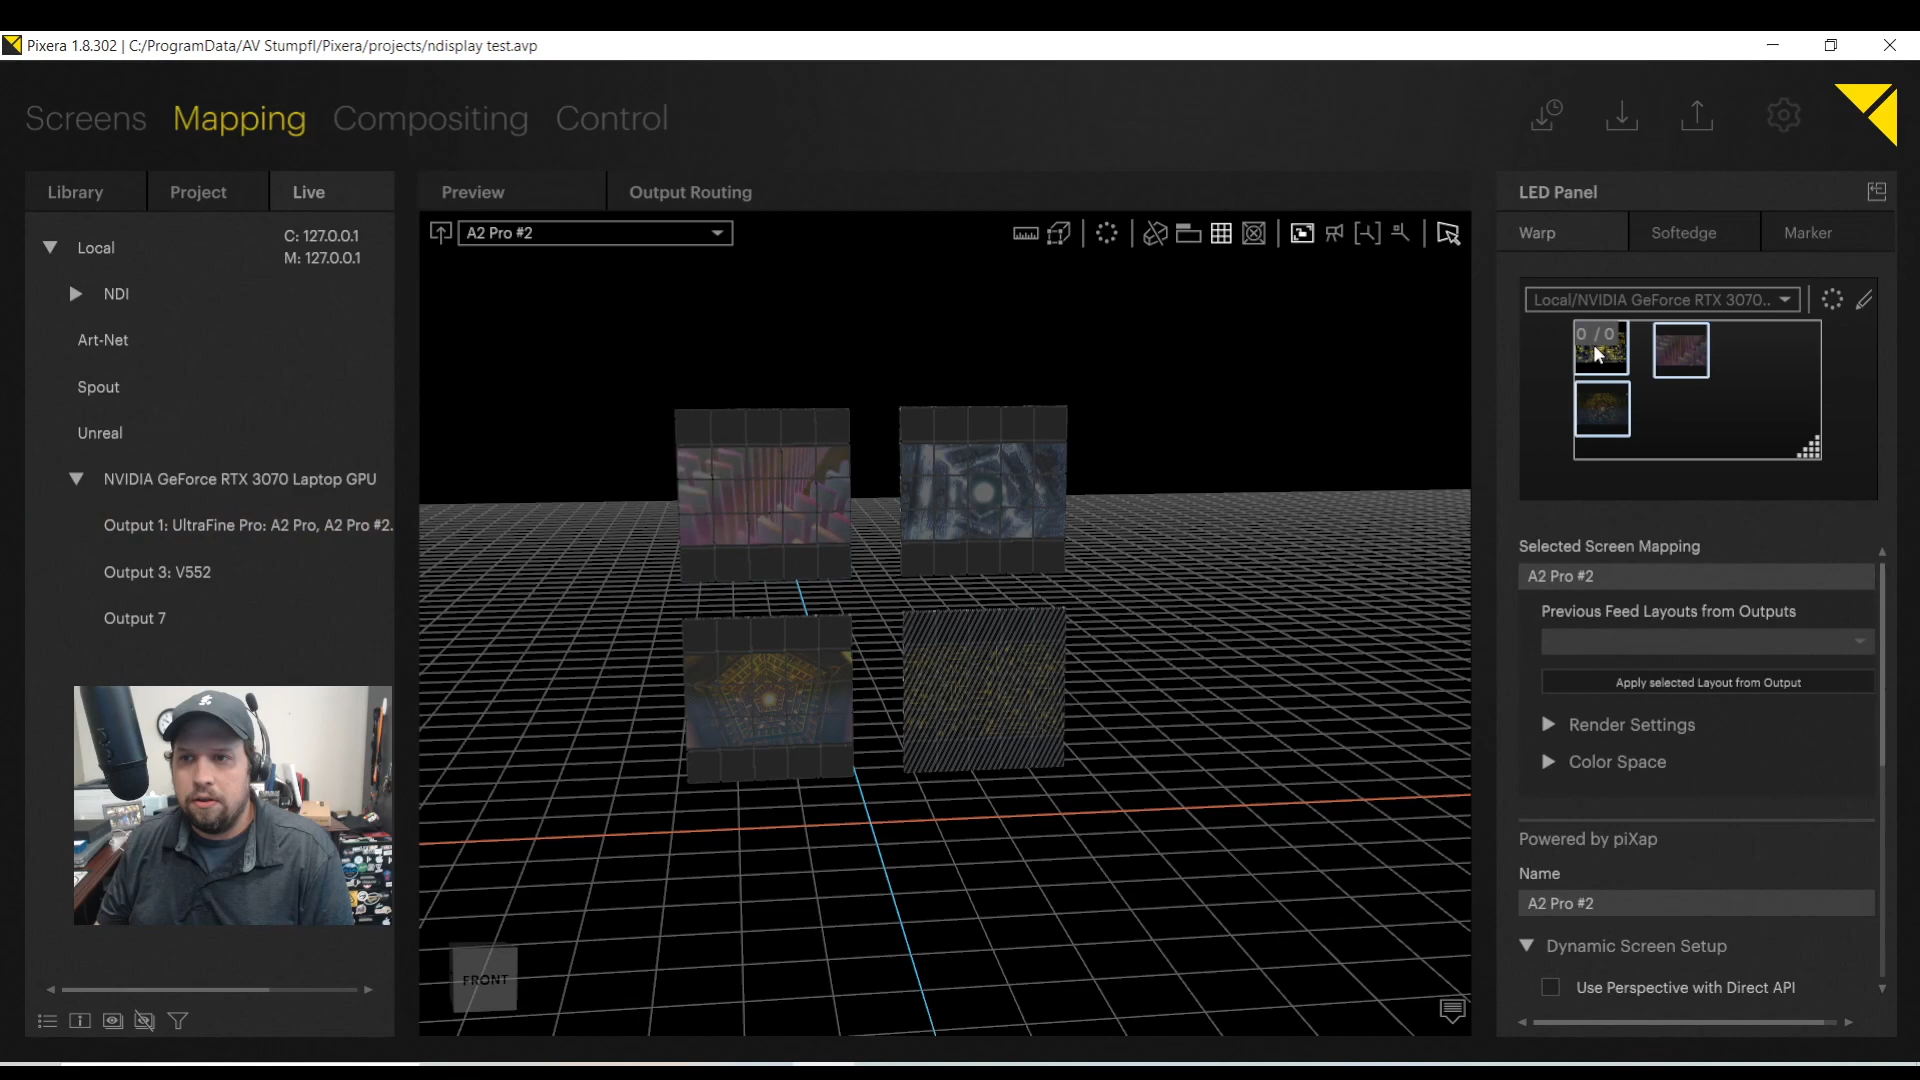 Pixera 1.8.302 | C:/ProgramData/AV Stumpfl/Pixera/projects/ndisplay test.avp
Screens Mapping Compositing Control
Library Project Live
Local C: 127.0.0.1
M: 127.0.0.1
NDI
Art-Net
Spout
Unreal
NVIDIA GeForce RTX 3070 Laptop GPU
Output 1: UltraFine Pro: A2 Pro, A2 Pro #2.
Output 3: V552
Output 7
Preview Output Routing
A2 Pro #2
FRONT
LED Panel
Warp Softedge Marker
Local/NVIDIA GeForce RTX 3070..
0 / 0
Selected Screen Mapping
A2 Pro #2
Previous Feed Layouts from Outputs
Apply selected Layout from Output
Render Settings
Color Space
Powered by piXap
Name
A2 Pro #2
Dynamic Screen Setup
Use Perspective with Direct API